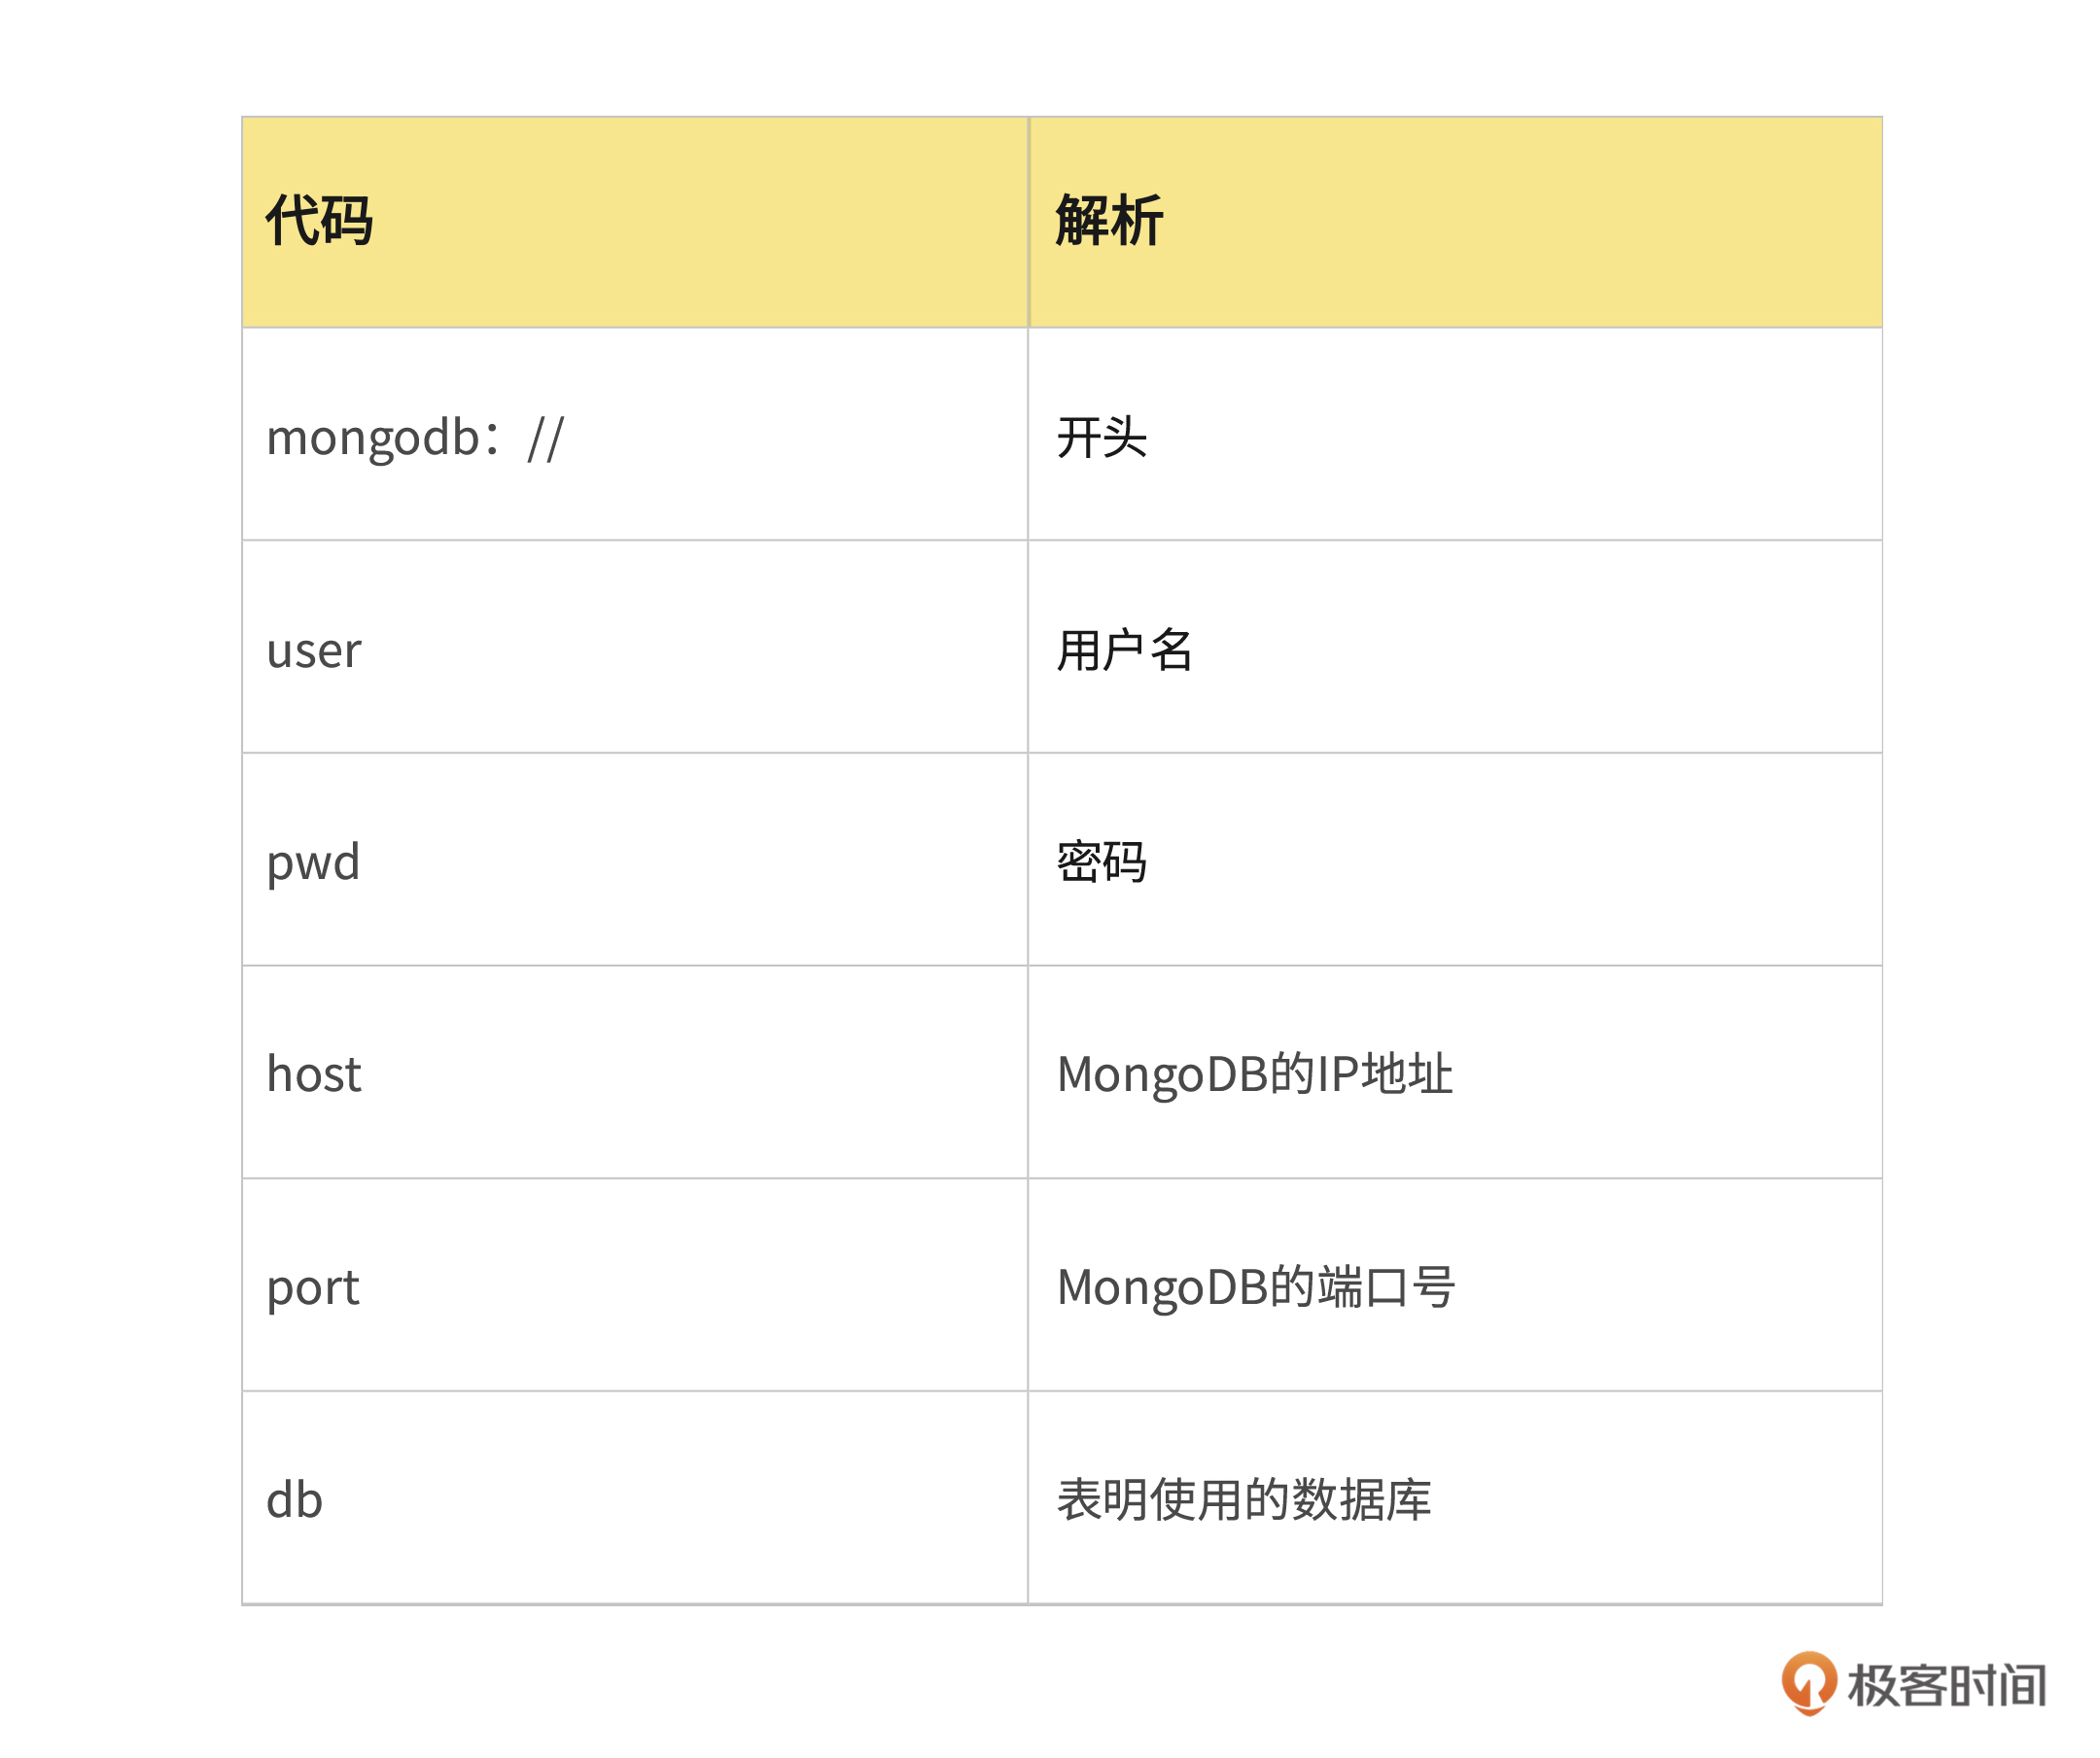 代码 解析
mongodb：// 开头
user 用户名
pwd 密码
host MongoDB的IP地址
port MongoDB的端口号
db 表明使用的数据库
极客时间